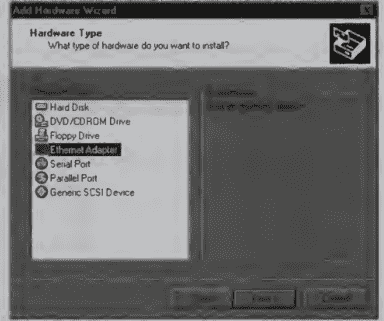 Add Hardware Wizard
Hardware Type
What type of hardware do you want to install?
Hard Disk
DVD/CDROM Drive
Floppy Drive
Ethernet Adapter
Serial Port
Parallel Port
Generic SCSI Device
Cancel